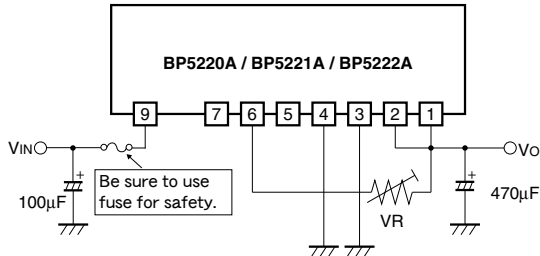 BP5220A / BP5221A / BP5222A
9 7 6 5 4 3 2 1
VIN
VO
Be sure to use
fuse for safety.
+
100µF
+
470µF
VR